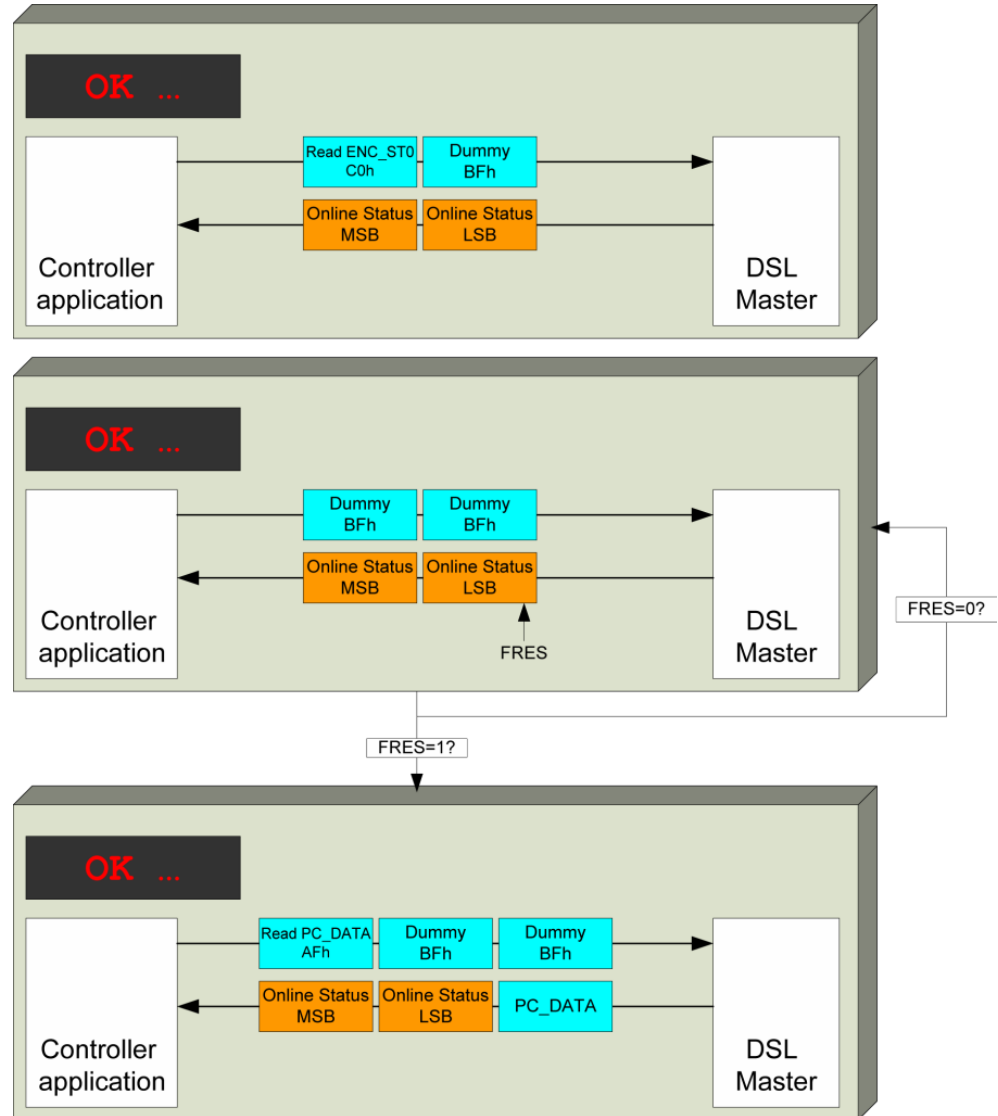 OK ...
Read ENC_ST0
C0h
Dummy
BFh
Online Status
MSB
Online Status
LSB
Controller
application
DSL
Master
OK ...
Dummy
BFh
Dummy
BFh
Online Status
MSB
Online Status
LSB
FRES
Controller
application
DSL
Master
FRES=0?
FRES=1?
OK ...
Read PC_DATA
AFh
Dummy
BFh
Dummy
BFh
Online Status
MSB
Online Status
LSB
PC_DATA
Controller
application
DSL
Master